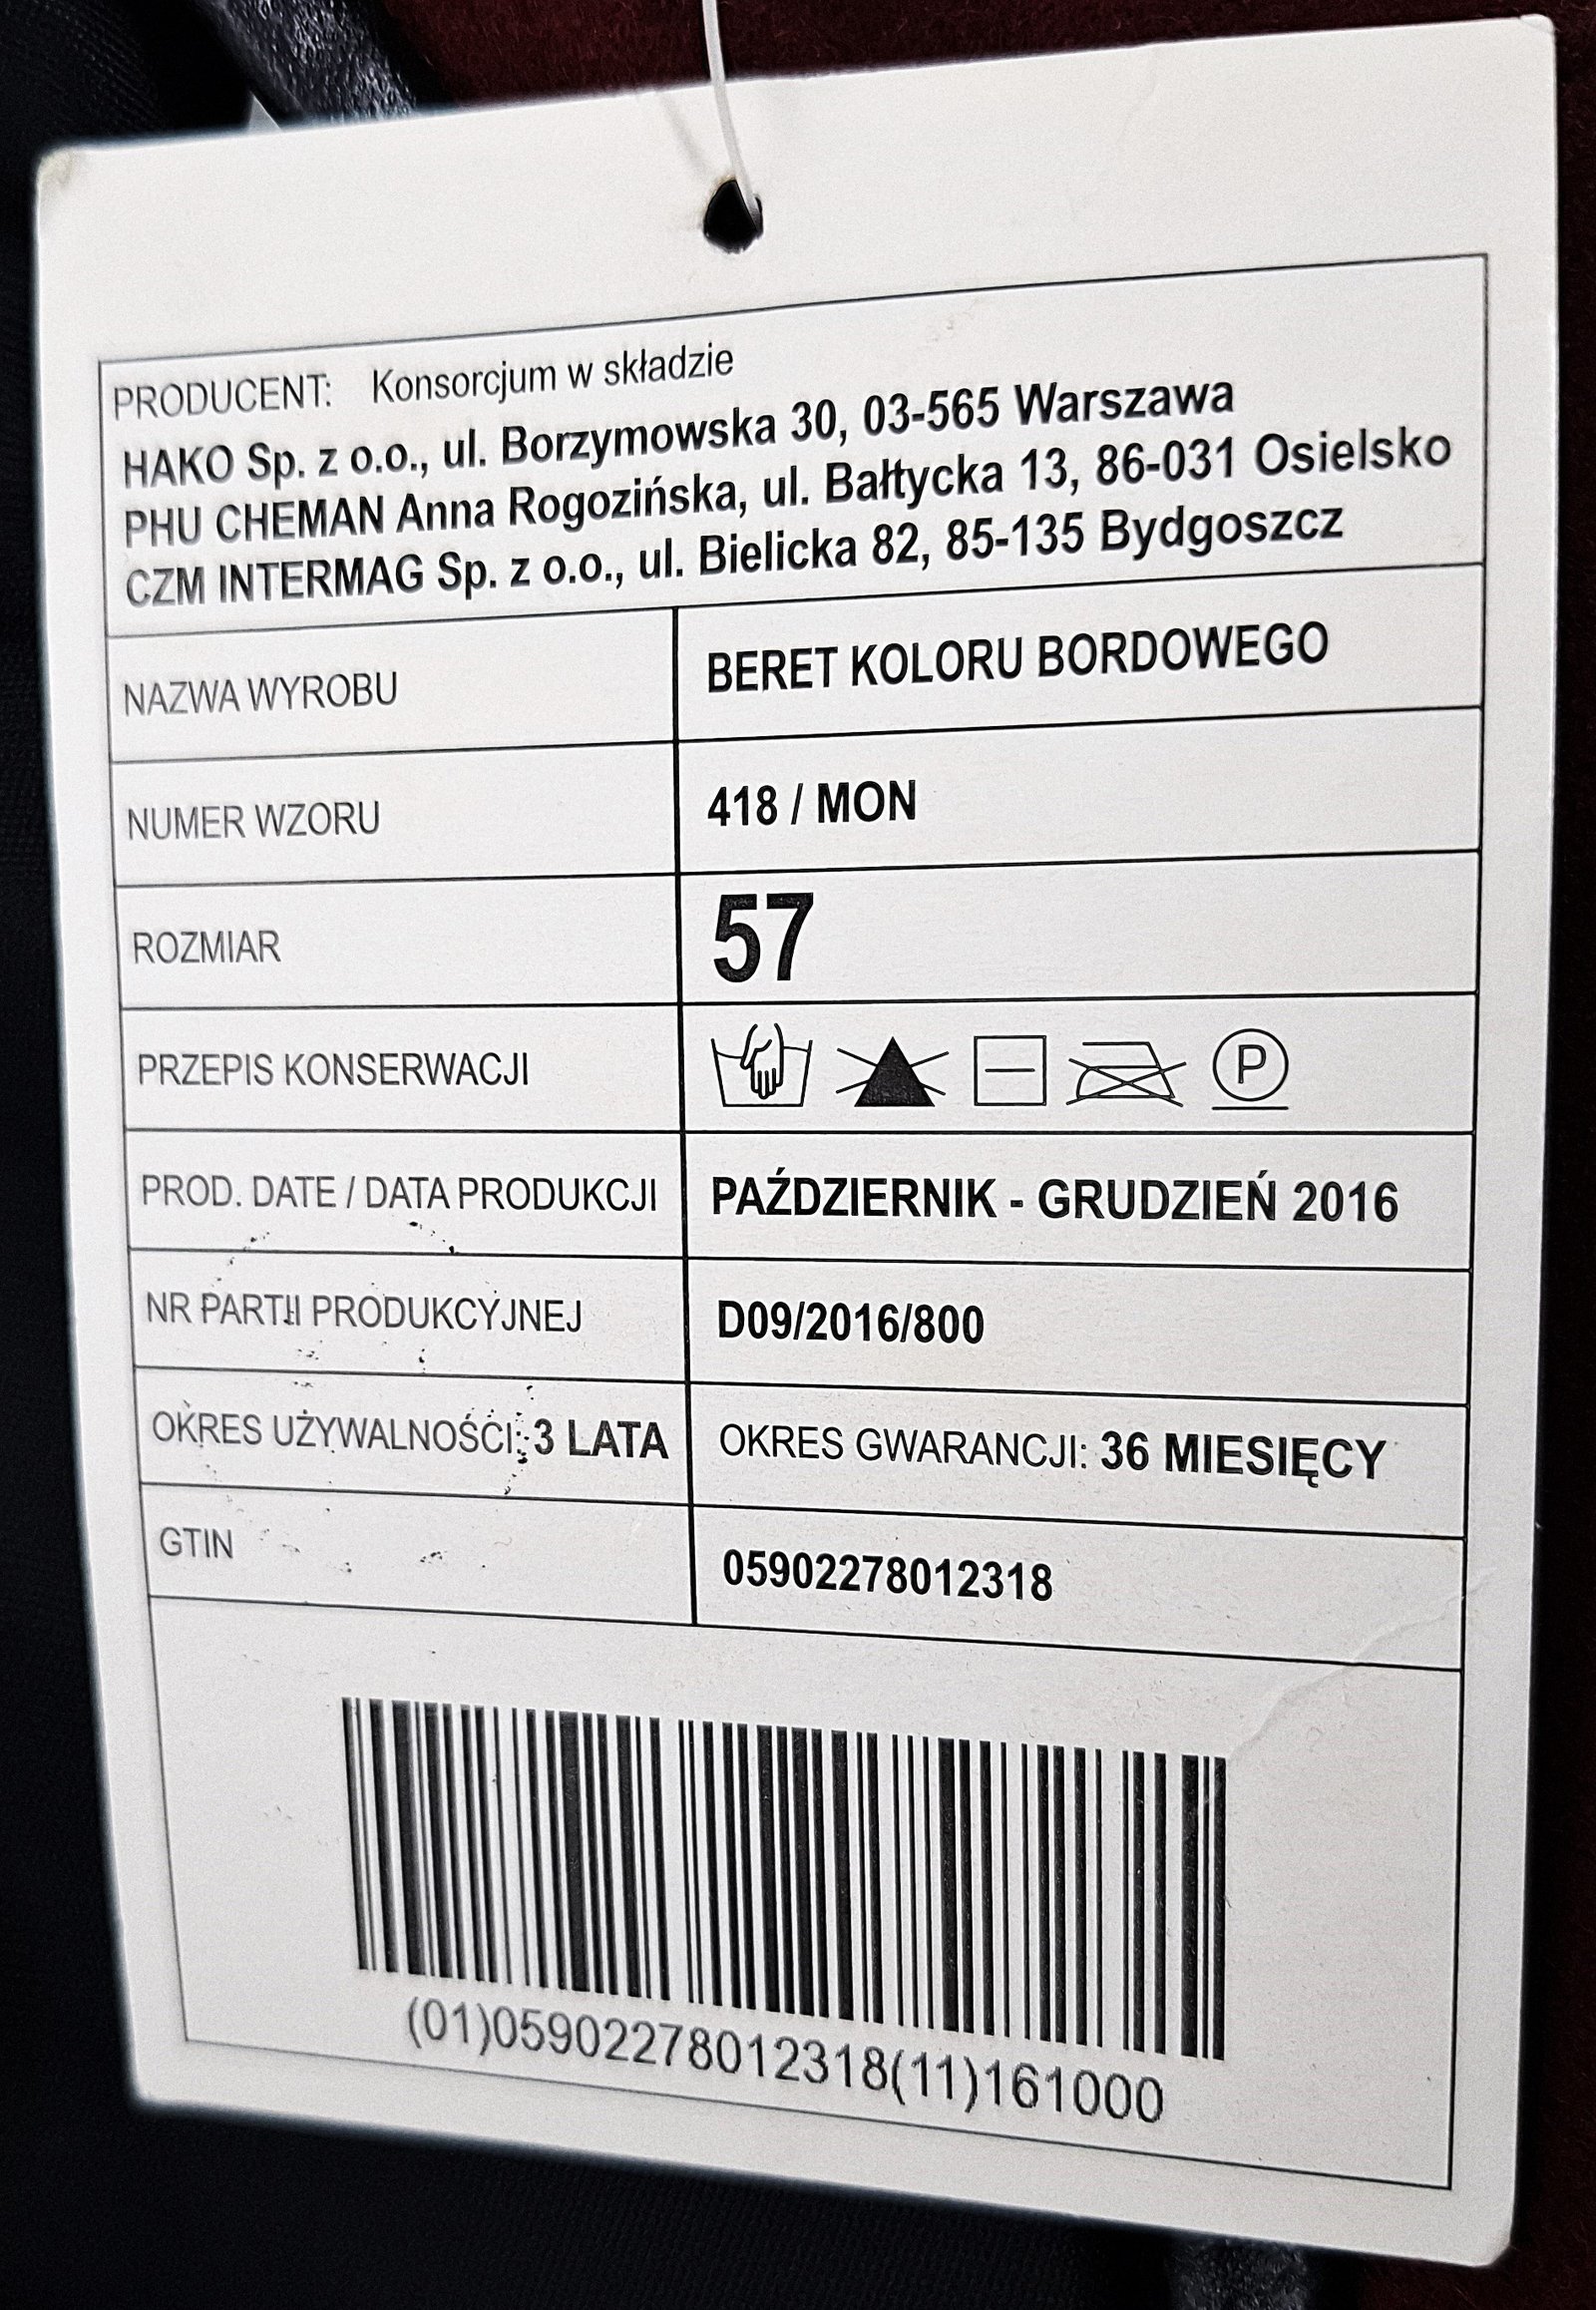 PRODUCENT: Konsorcjum w składzie
HAKO Sp. z o.o., ul. Borzymowska 30, 03-565 Warszawa
PHU CHEMAN Anna Rogozińska, ul. Bałtycka 13, 86-031 Osielsko
CZM INTERMAG Sp. z o.o., ul. Bielicka 82, 85-135 Bydgoszcz
NAZWA WYROBU BERET KOLORU BORDOWEGO
NUMER WZORU 418 / MON
ROZMIAR 57
PRZEPIS KONSERWACJI P
PROD. DATE / DATA PRODUKCJI PAŹDZIERNIK - GRUDZIEŃ 2016
NR PARTII PRODUKCYJNEJ D09/2016/800
OKRES UŻYWALNOŚCI: 3 LATA OKRES GWARANCJI: 36 MIESIĘCY
GTIN 05902278012318
(01)05902278012318(11)161000